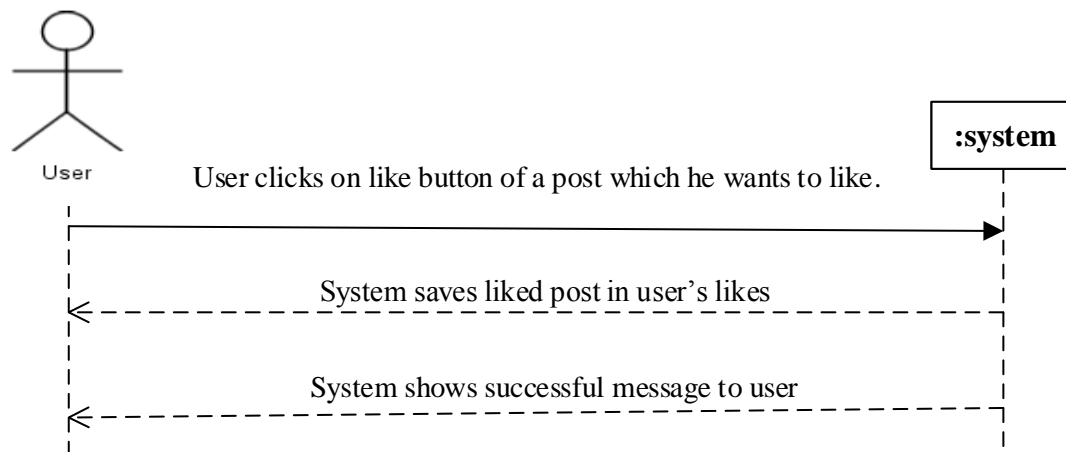 :system
User
User clicks on like button of a post which he wants to like.
System saves liked post in user’s likes
System shows successful message to user